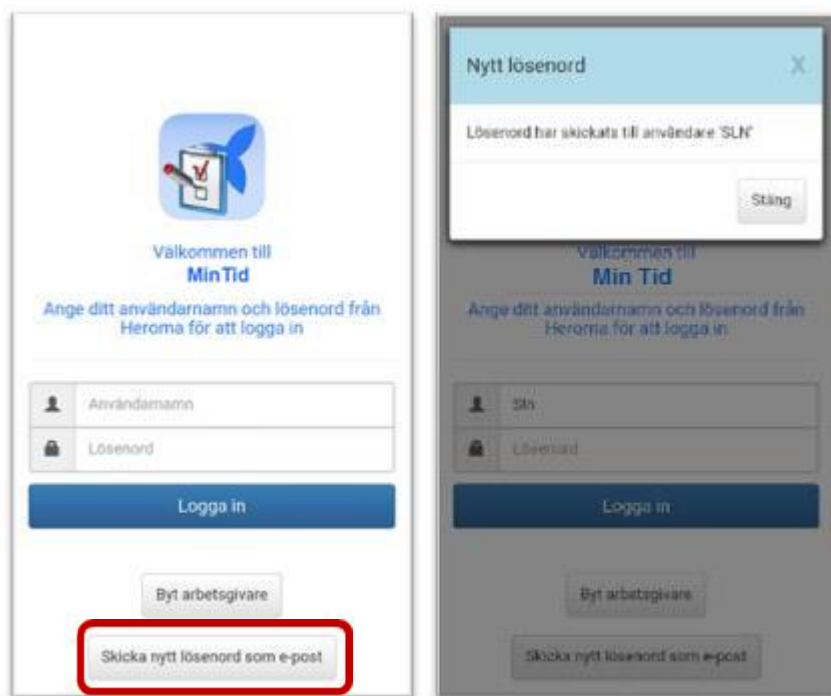 Välkommen till
MinTid
Ange ditt användarnamn och lösenord från
Heroma för att logga in
Användarnamn
Lösenord
Logga in
Byt arbetsgivare
Skicka nytt lösenord som e-post
Nytt lösenord
X
Lösenord har skickats till användare 'SLN'
Stäng
Välkommen till
Min Tid
Ange ditt användarnamn och lösenord från
Heroma för att logga in
Sln
Lösenord
Logga in
Byt arbetsgivare
Skicka nytt lösenord som e-post